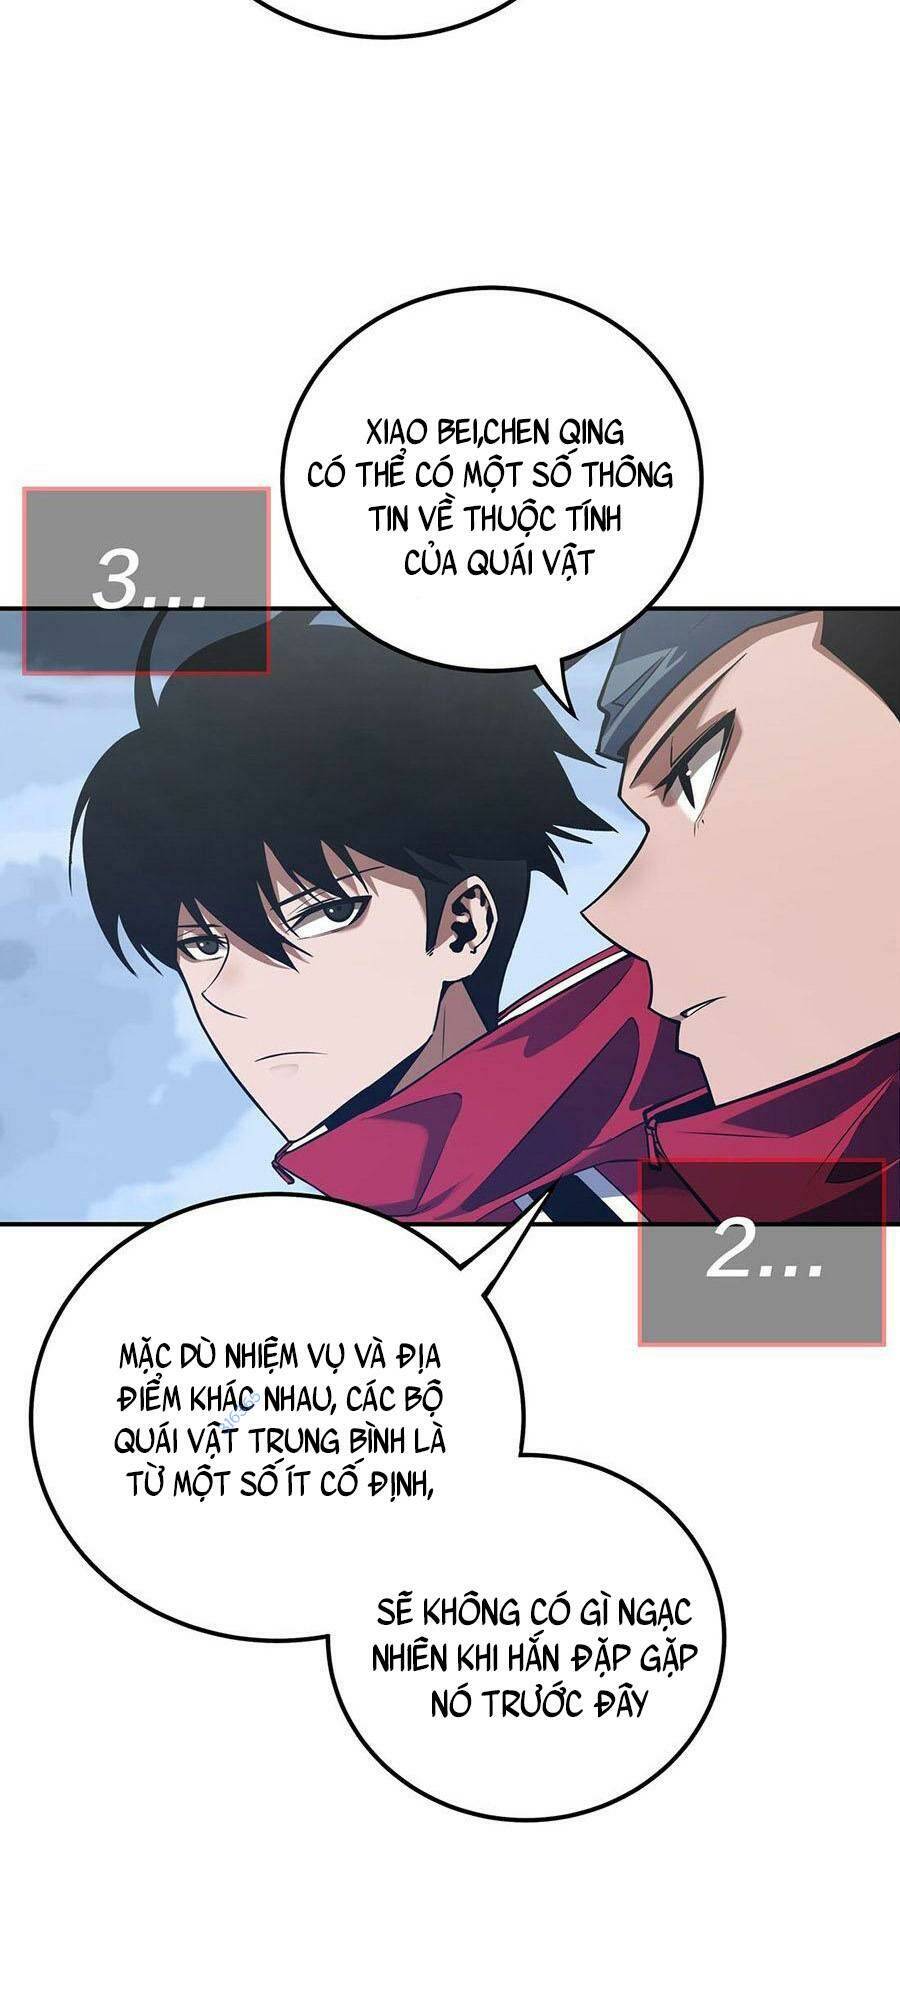 XIAO BEI,CHEN QING
CÓ THỂ CÓ MỘT SỐ THÔNG
TIN VỀ THUỘC TÍNH
CỦA QUÁI VẬT
3...
2...
MẶC DÙ NHIỆM VỤ VÀ ĐỊA
ĐIỂM KHÁC NHAU, CÁC BỘ
QUÁI VẬT TRUNG BÌNH LÀ
TỪ MỘT SỐ ÍT CỐ ĐỊNH,
SẼ KHÔNG CÓ GÌ NGẠC
NHIÊN KHI HẮN ĐẶP GẶP
NÓ TRƯỚC ĐÂY